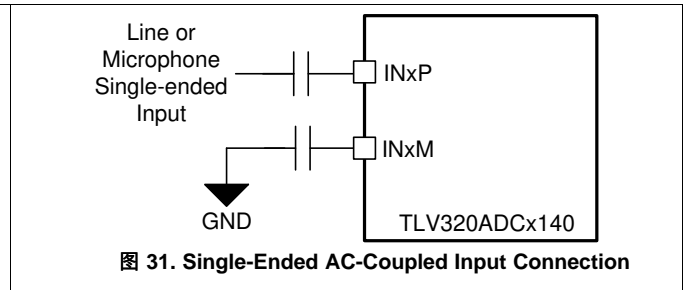 Line or
Microphone
Single-ended
Input
INxP
INxM
GND
TLV320ADCx140
图 31. Single-Ended AC-Coupled Input Connection